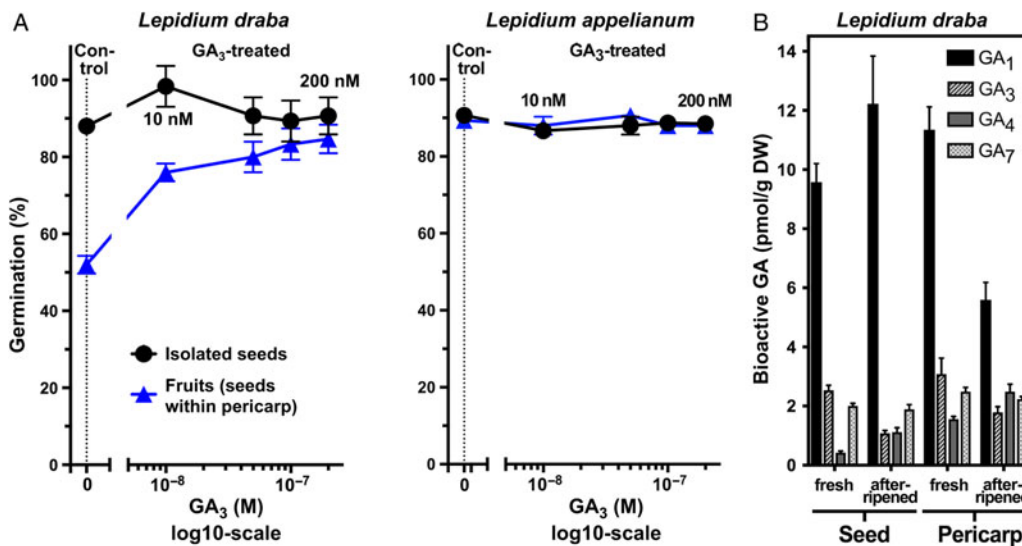 A
Lepidium draba
Con-
trol
GA3-treated
100
80
60
40
20
0
Germination (%)
10 nM
200 nM
Isolated seeds
Fruits (seeds
within pericarp)
0
10⁻⁸
10⁻⁷
GA3 (M)
log10-scale
Lepidium appelianum
Con-
trol
GA3-treated
100
80
60
40
20
0
10 nM
200 nM
0
10⁻⁸
10⁻⁷
GA3 (M)
log10-scale
B
Lepidium draba
14
12
10
8
6
4
2
0
Bioactive GA (pmol/g DW)
GA1
GA3
GA4
GA7
fresh
after-
ripened
fresh
after-
ripened
Seed
Pericarp